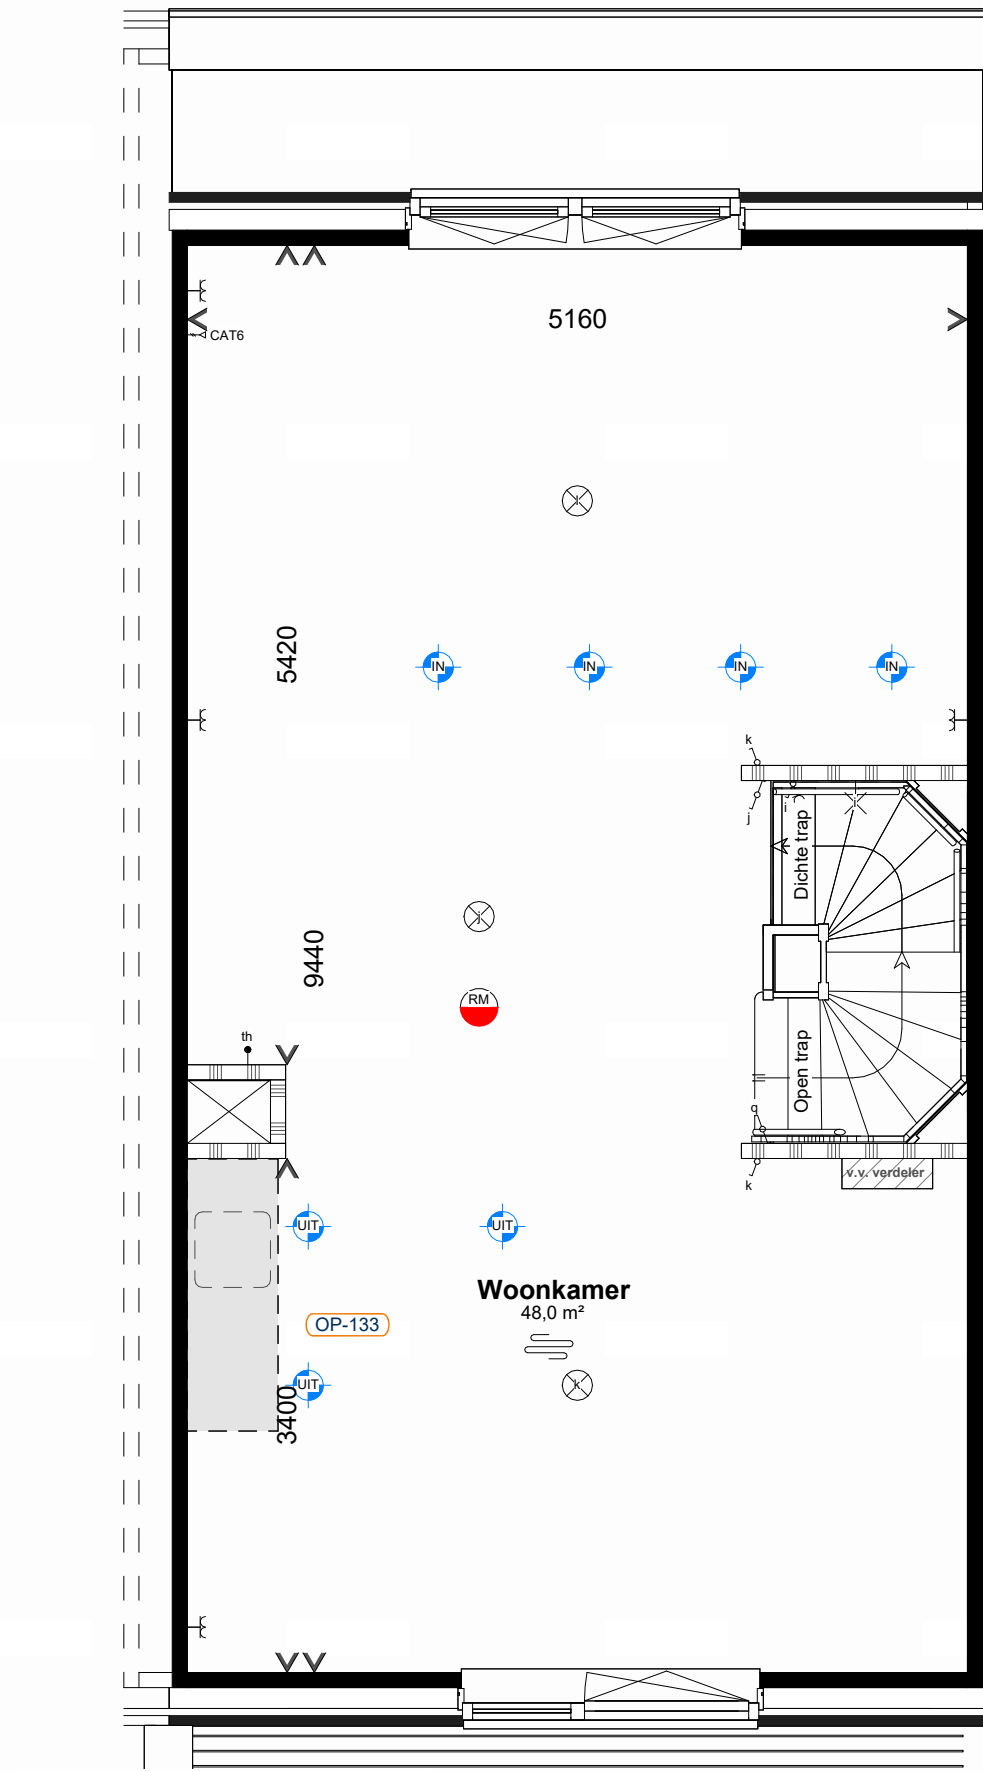 5160
CAT6
l
5420
IN
IN
IN
IN
k
j
i
i
Dichte trap
j
9440
RM
th
Open trap
q
k
v.v. verdeler
UIT
UIT
Woonkamer
48,0 m²
OP-133
UIT
k
3400